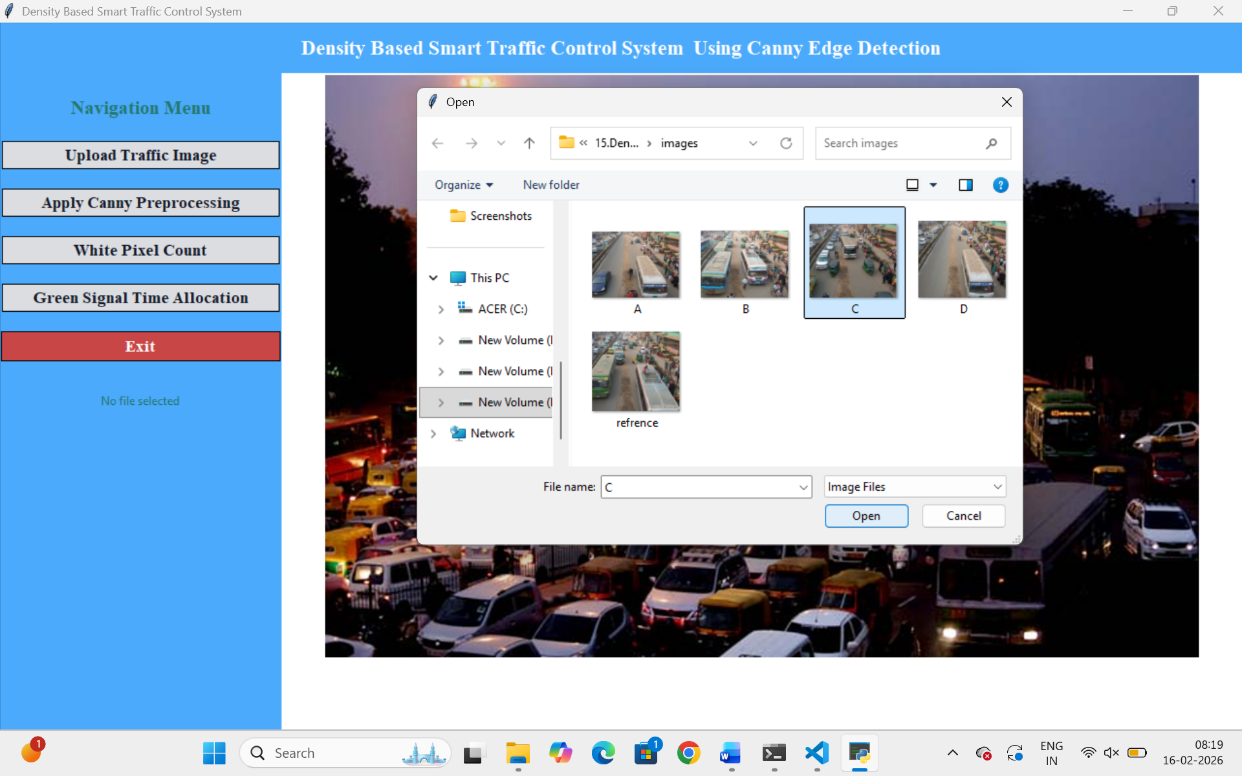 Density Based Smart Traffic Control System
Density Based Smart Traffic Control System Using Canny Edge Detection
Navigation Menu
Upload Traffic Image
Apply Canny Preprocessing
White Pixel Count
Green Signal Time Allocation
Exit
No file selected
Open
« 15.Den... › images
Search images
Organize
New folder
Screenshots
This PC
ACER (C:)
New Volume (
New Volume (
New Volume (
Network
A
B
C
D
refrence
File name: C
Image Files
Open
Cancel
1
Search
1
ENG
IN
08:19
16-02-2026